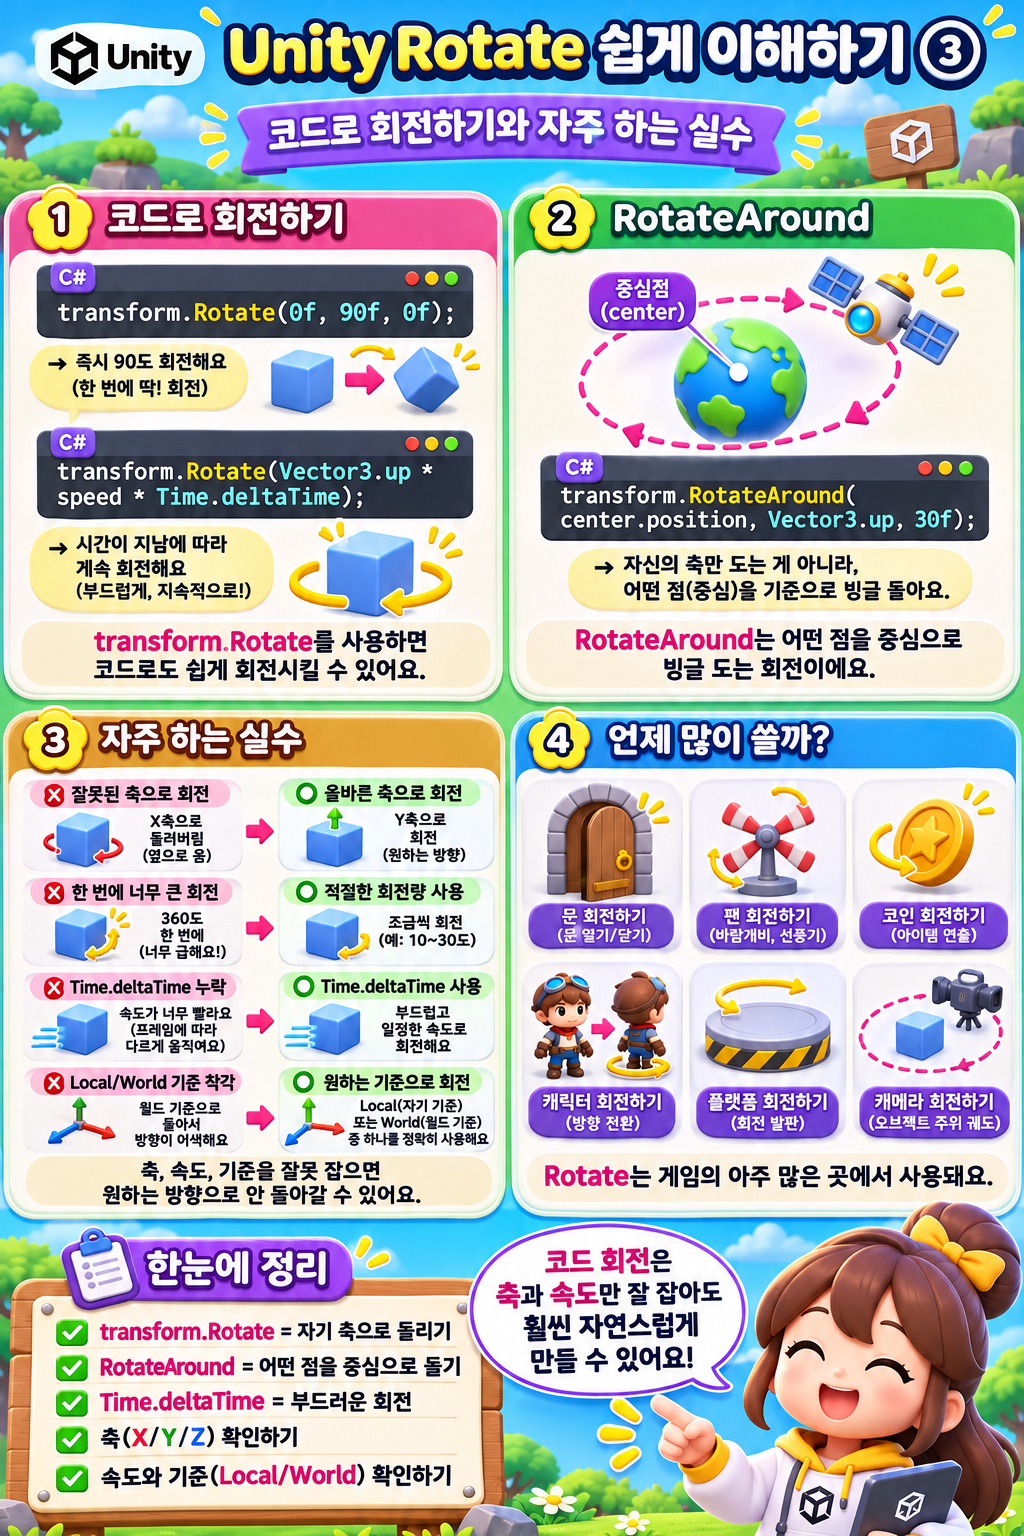 Unity
Unity Rotate 쉽게 이해하기 ③
코드로 회전하기와 자주 하는 실수
1 코드로 회전하기
C#
transform.Rotate(0f, 90f, 0f);
→ 즉시 90도 회전해요
(한 번에 딱! 회전)
C#
transform.Rotate(Vector3.up *
speed * Time.deltaTime);
→ 시간이 지남에 따라
계속 회전해요
(부드럽게, 지속적으로!)
transform.Rotate를 사용하면
코드로도 쉽게 회전시킬 수 있어요.
2 RotateAround
중심점
(center)
C#
transform.RotateAround(
center.position, Vector3.up, 30f);
→ 자신의 축만 도는 게 아니라,
어떤 점(중심)을 기준으로 빙글 돌아요.
RotateAround는 어떤 점을 중심으로
빙글 도는 회전이에요.
3 자주 하는 실수
잘못된 축으로 회전
X축으로
돌려버림
(옆으로 움)
올바른 축으로 회전
Y축으로
회전
(원하는 방향)
한 번에 너무 큰 회전
360도
한 번에
(너무 급해요!)
적절한 회전량 사용
조금씩 회전
(예: 10~30도)
Time.deltaTime 누락
속도가 너무 빨라요
(프레임에 따라
다르게 움직여요)
Time.deltaTime 사용
부드럽고
일정한 속도로
회전해요
Local/World 기준 착각
월드 기준으로
돌아서
방향이 어색해요
원하는 기준으로 회전
Local(자기 기준)
또는 World(월드 기준)
중 하나를 정확히 사용해요
축, 속도, 기준을 잘못 잡으면
원하는 방향으로 안 돌아갈 수 있어요.
4 언제 많이 쓸까?
문 회전하기
(문 열기/닫기)
팬 회전하기
(바람개비, 선풍기)
코인 회전하기
(아이템 연출)
캐릭터 회전하기
(방향 전환)
플랫폼 회전하기
(회전 발판)
캐메라 회전하기
(오브젝트 주위 궤도)
Rotate는 게임의 아주 많은 곳에서 사용돼요.
한눈에 정리
transform.Rotate = 자기 축으로 돌리기
RotateAround = 어떤 점을 중심으로 돌기
Time.deltaTime = 부드러운 회전
축(X/Y/Z) 확인하기
속도와 기준(Local/World) 확인하기
코드 회전은
축과 속도만 잘 잡아도
훨씬 자연스럽게
만들 수 있어요!